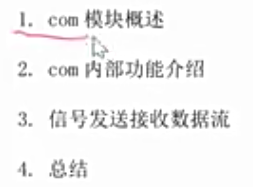 1. com 模块概述
2. com 内部功能介绍
3. 信号发送接收数据流
4. 总结